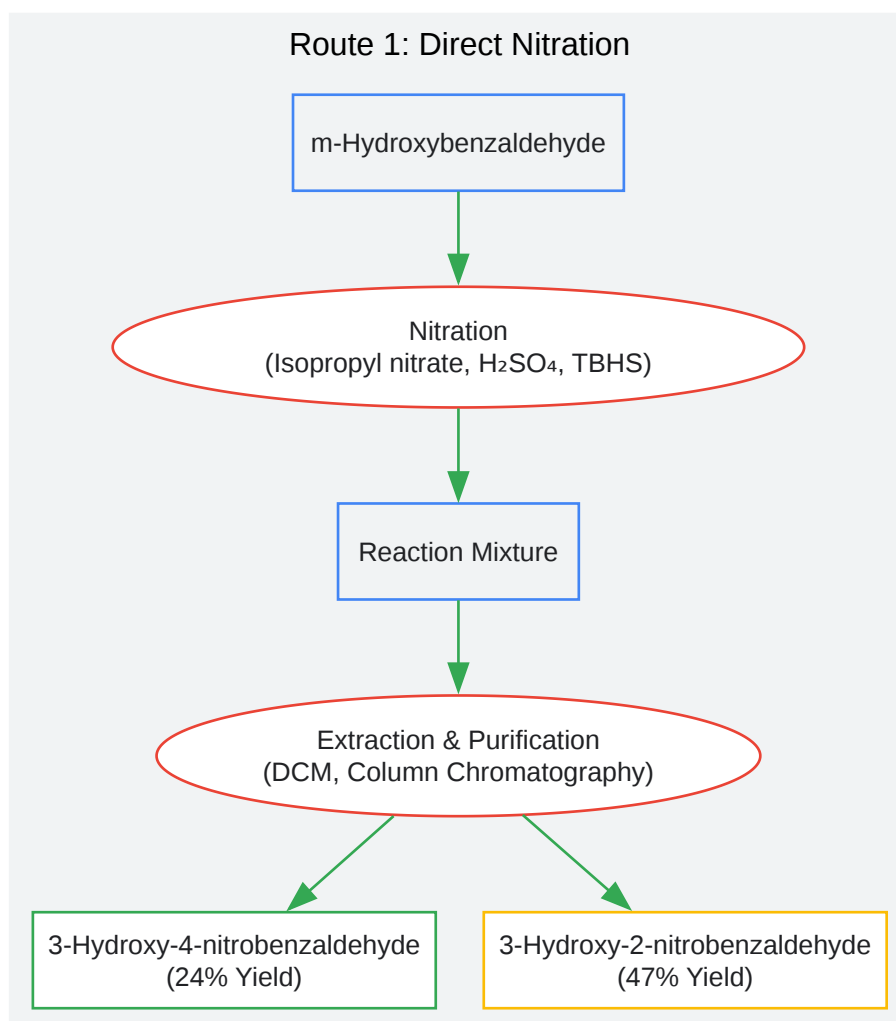 Route 1: Direct Nitration
m-Hydroxybenzaldehyde
Nitration
(Isopropyl nitrate, H₂SO₄, TBHS)
Reaction Mixture
Extraction & Purification
(DCM, Column Chromatography)
3-Hydroxy-4-nitrobenzaldehyde
(24% Yield)
3-Hydroxy-2-nitrobenzaldehyde
(47% Yield)